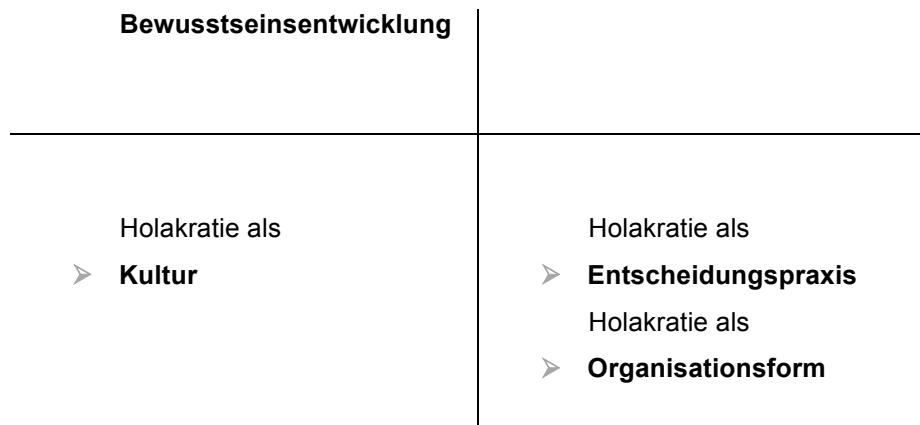 Bewusstseinsentwicklung
Holakratie als
➢ Kultur
Holakratie als
➢ Entscheidungspraxis
Holakratie als
➢ Organisationsform